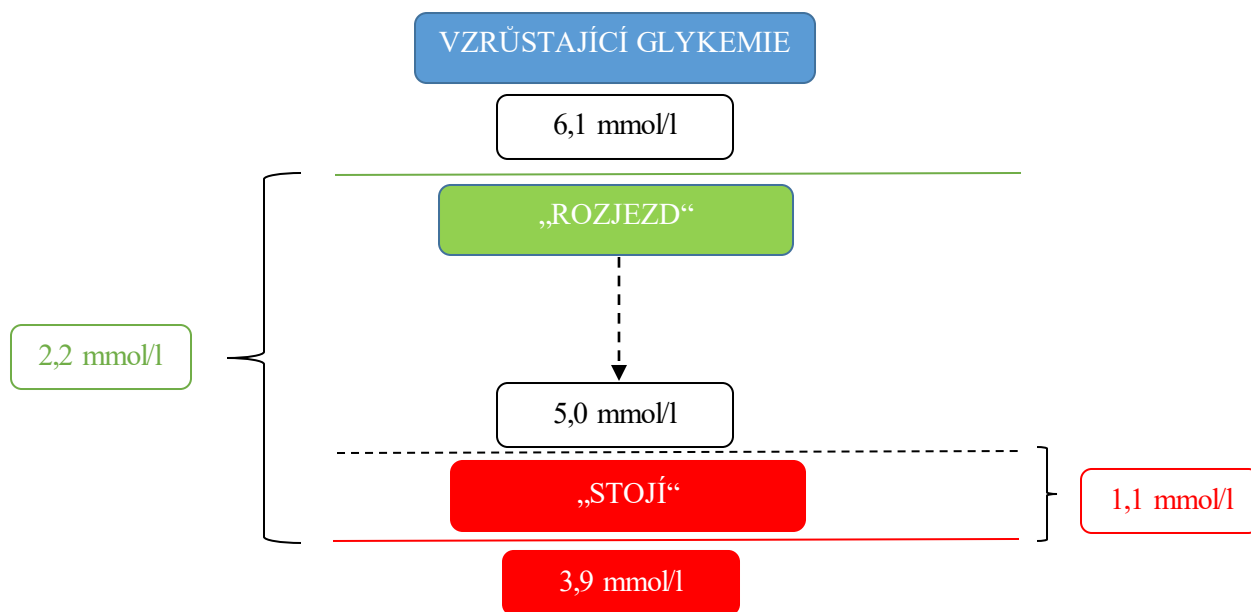 VZRŮSTAJÍCÍ GLYKEMIE
6,1 mmol/l
„ROZJEZD“
2,2 mmol/l
5,0 mmol/l
„STOJÍ“
1,1 mmol/l
3,9 mmol/l